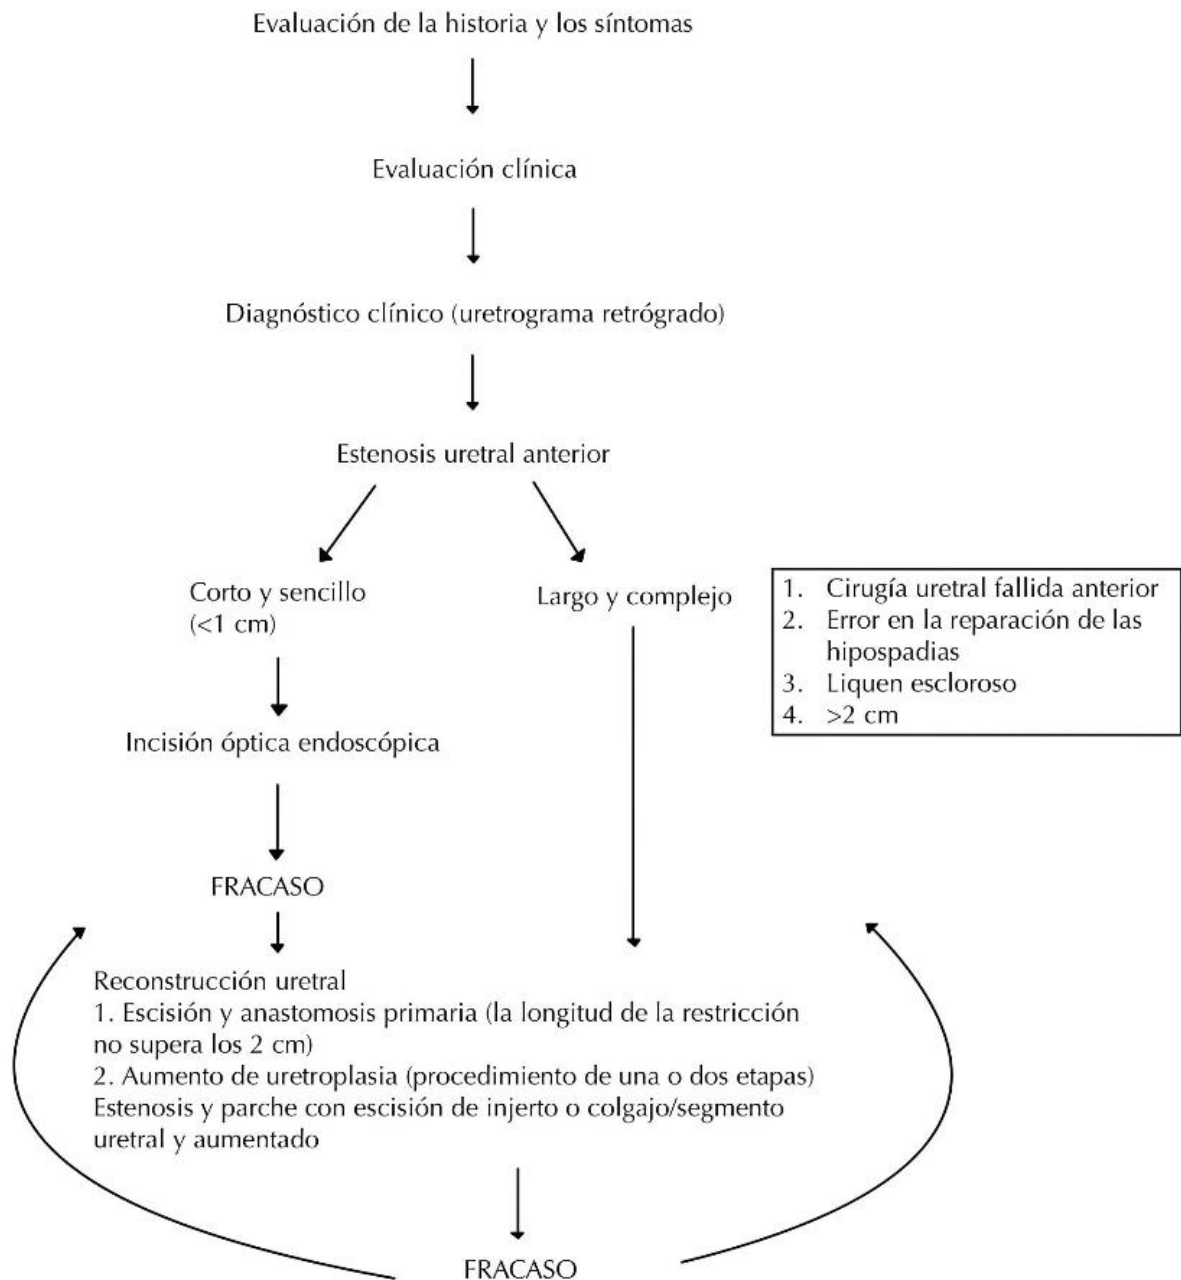 Evaluación de la historia y los síntomas
Evaluación clínica
Diagnóstico clínico (uretrograma retrógrado)
Estenosis uretral anterior
Corto y sencillo
(<1 cm)
Largo y complejo
1. Cirugía uretral fallida anterior
2. Error en la reparación de las
hipospadias
3. Liquen escloroso
4. >2 cm
Incisión óptica endoscópica
FRACASO
Reconstrucción uretral
1. Escisión y anastomosis primaria (la longitud de la restricción
no supera los 2 cm)
2. Aumento de uretroplasia (procedimiento de una o dos etapas)
Estenosis y parche con escisión de injerto o colgajo/segmento
uretral y aumentado
FRACASO